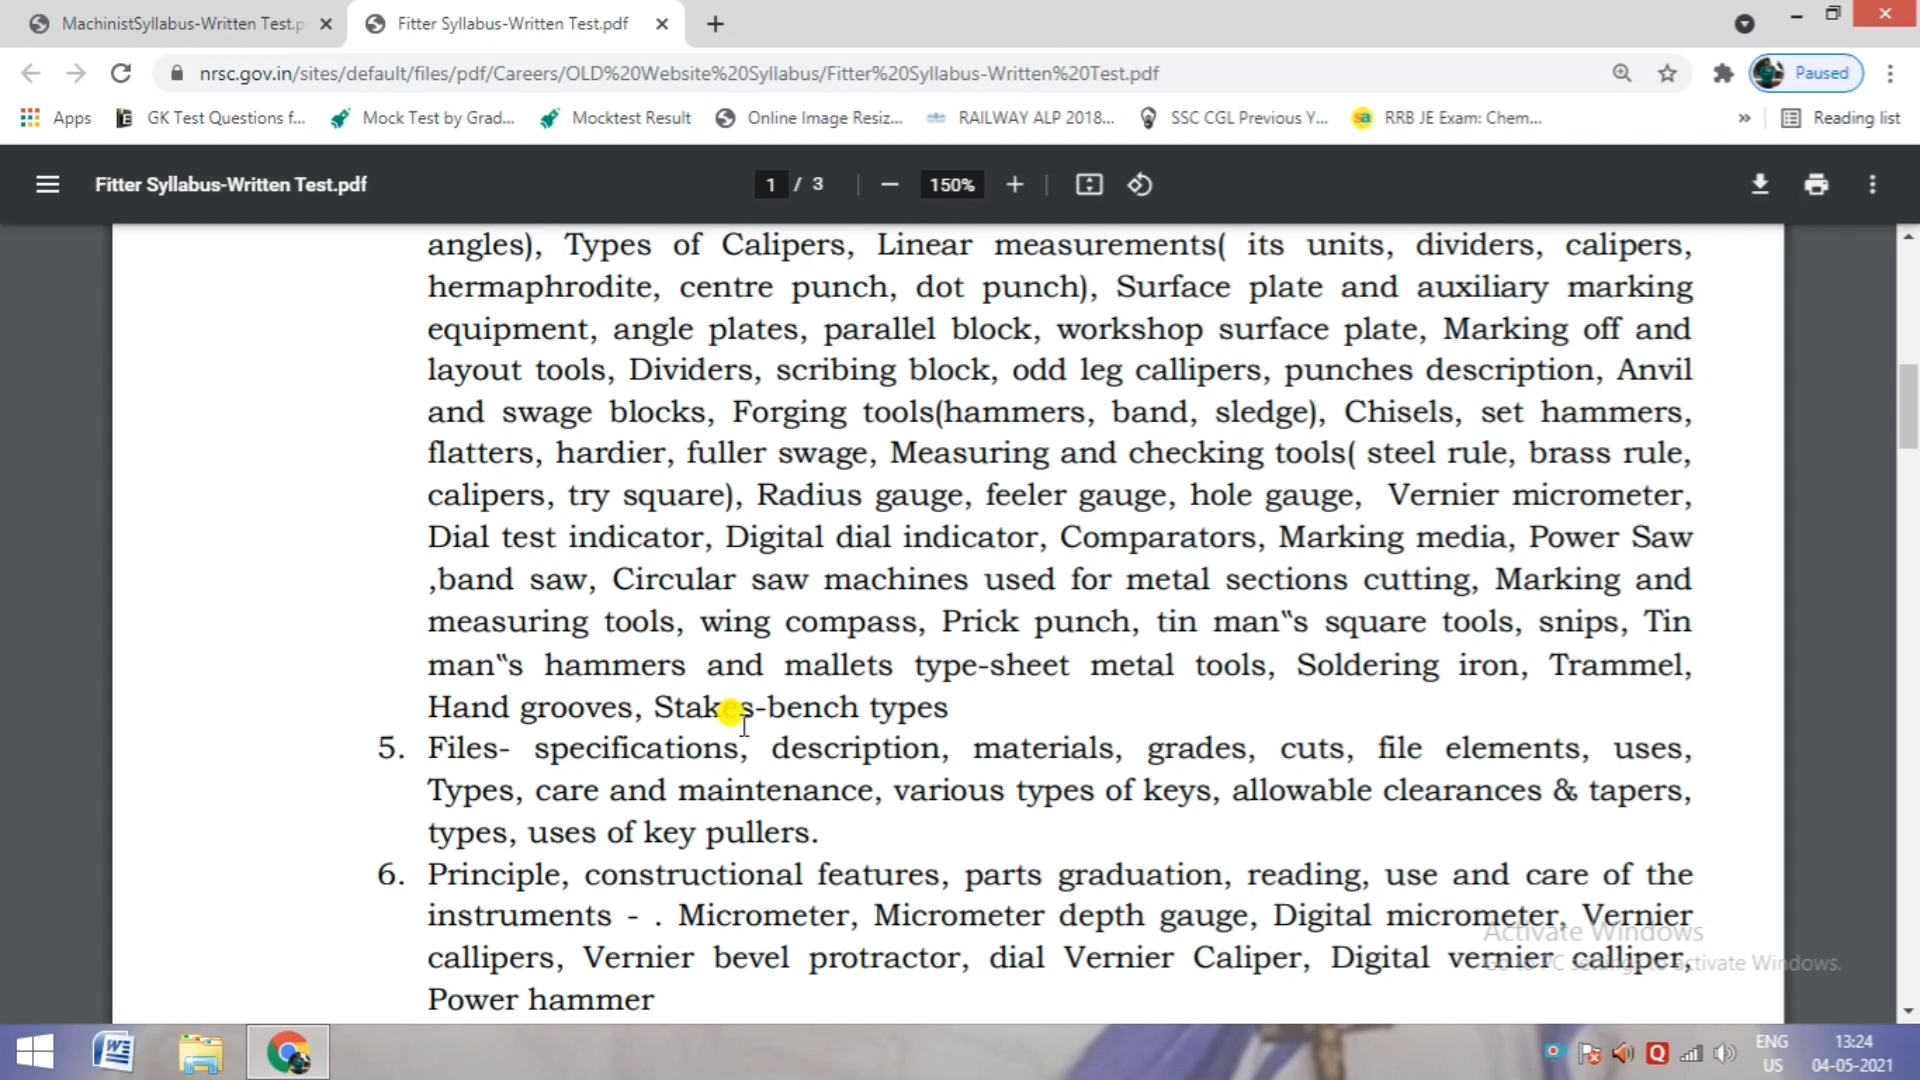 MachinistSyllabus-Written Test.p
Fitter Syllabus-Written Test.pdf
nrsc.gov.in/sites/default/files/pdf/Careers/OLD%20Website%20Syllabus/Fitter%20Syllabus-Written%20Test.pdf
Paused
Apps
GK Test Questions f...
Mock Test by Grad...
Mocktest Result
Online Image Resiz...
RAILWAY ALP 2018...
SSC CGL Previous Y...
RRB JE Exam: Chem...
»
Reading list
Fitter Syllabus-Written Test.pdf
1 / 3
150%
angles), Types of Calipers, Linear measurements( its units, dividers, calipers,
hermaphrodite, centre punch, dot punch), Surface plate and auxiliary marking
equipment, angle plates, parallel block, workshop surface plate, Marking off and
layout tools, Dividers, scribing block, odd leg callipers, punches description, Anvil
and swage blocks, Forging tools(hammers, band, sledge), Chisels, set hammers,
flatters, hardier, fuller swage, Measuring and checking tools( steel rule, brass rule,
calipers, try square), Radius gauge, feeler gauge, hole gauge, Vernier micrometer,
Dial test indicator, Digital dial indicator, Comparators, Marking media, Power Saw
,band saw, Circular saw machines used for metal sections cutting, Marking and
measuring tools, wing compass, Prick punch, tin man‟s square tools, snips, Tin
man‟s hammers and mallets type-sheet metal tools, Soldering iron, Trammel,
Hand grooves, Stakes-bench types
5. Files- specifications, description, materials, grades, cuts, file elements, uses,
Types, care and maintenance, various types of keys, allowable clearances & tapers,
types, uses of key pullers.
6. Principle, constructional features, parts graduation, reading, use and care of the
instruments - . Micrometer, Micrometer depth gauge, Digital micrometer, Vernier
callipers, Vernier bevel protractor, dial Vernier Caliper, Digital vernier calliper,
Power hammer
Activate Windows
Go to PC settings to activate Windows.
ENG
US
13:24
04-05-2021